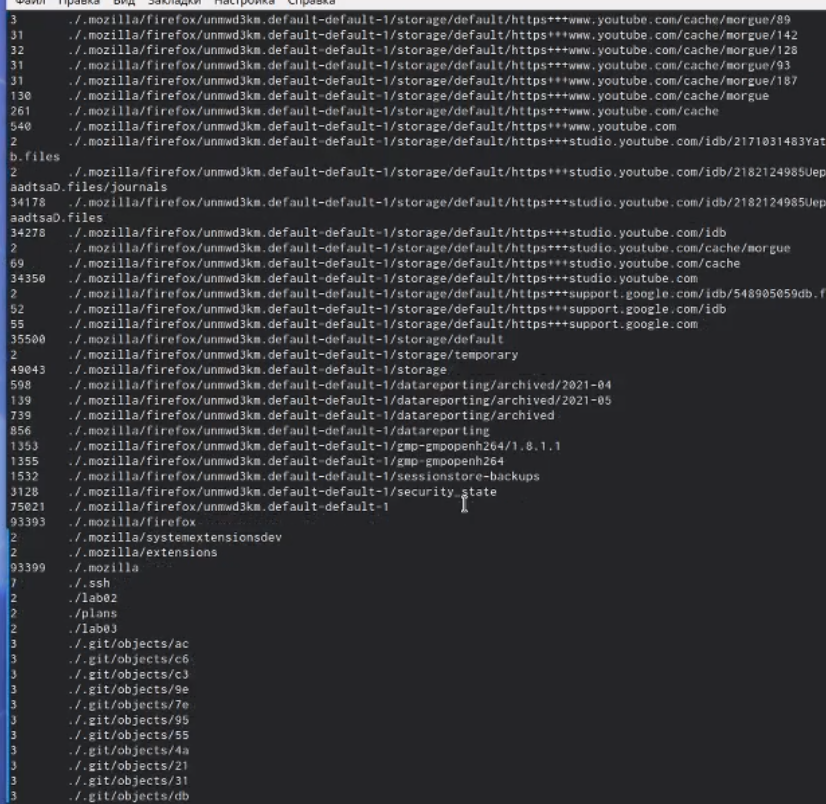 Файл Правка Вид Закладки Настройка Справка
3 ./.mozilla/firefox/unmwd3km.default-default-1/storage/default/https+++www.youtube.com/cache/morgue/89
31 ./.mozilla/firefox/unmwd3km.default-default-1/storage/default/https+++www.youtube.com/cache/morgue/142
32 ./.mozilla/firefox/unmwd3km.default-default-1/storage/default/https+++www.youtube.com/cache/morgue/128
31 ./.mozilla/firefox/unmwd3km.default-default-1/storage/default/https+++www.youtube.com/cache/morgue/93
31 ./.mozilla/firefox/unmwd3km.default-default-1/storage/default/https+++www.youtube.com/cache/morgue/187
130 ./.mozilla/firefox/unmwd3km.default-default-1/storage/default/https+++www.youtube.com/cache/morgue
261 ./.mozilla/firefox/unmwd3km.default-default-1/storage/default/https+++www.youtube.com/cache
540 ./.mozilla/firefox/unmwd3km.default-default-1/storage/default/https+++www.youtube.com
2 ./.mozilla/firefox/unmwd3km.default-default-1/storage/default/https+++studio.youtube.com/idb/2171031483Yat
b.files
2 ./.mozilla/firefox/unmwd3km.default-default-1/storage/default/https+++studio.youtube.com/idb/2182124985Uep
aadtsaD.files/journals
34178 ./.mozilla/firefox/unmwd3km.default-default-1/storage/default/https+++studio.youtube.com/idb/2182124985Uep
aadtsaD.files
34278 ./.mozilla/firefox/unmwd3km.default-default-1/storage/default/https+++studio.youtube.com/idb
2 ./.mozilla/firefox/unmwd3km.default-default-1/storage/default/https+++studio.youtube.com/cache/morgue
69 ./.mozilla/firefox/unmwd3km.default-default-1/storage/default/https+++studio.youtube.com/cache
34350 ./.mozilla/firefox/unmwd3km.default-default-1/storage/default/https+++studio.youtube.com
2 ./.mozilla/firefox/unmwd3km.default-default-1/storage/default/https+++support.google.com/idb/548905059db.f
52 ./.mozilla/firefox/unmwd3km.default-default-1/storage/default/https+++support.google.com/idb
55 ./.mozilla/firefox/unmwd3km.default-default-1/storage/default/https+++support.google.com
35500 ./.mozilla/firefox/unmwd3km.default-default-1/storage/default
2 ./.mozilla/firefox/unmwd3km.default-default-1/storage/temporary
49043 ./.mozilla/firefox/unmwd3km.default-default-1/storage
598 ./.mozilla/firefox/unmwd3km.default-default-1/datareporting/archived/2021-04
139 ./.mozilla/firefox/unmwd3km.default-default-1/datareporting/archived/2021-05
739 ./.mozilla/firefox/unmwd3km.default-default-1/datareporting/archived
856 ./.mozilla/firefox/unmwd3km.default-default-1/datareporting
1353 ./.mozilla/firefox/unmwd3km.default-default-1/gmp-gmpopenh264/1.8.1.1
1355 ./.mozilla/firefox/unmwd3km.default-default-1/gmp-gmpopenh264
1532 ./.mozilla/firefox/unmwd3km.default-default-1/sessionstore-backups
3128 ./.mozilla/firefox/unmwd3km.default-default-1/security_state
75021 ./.mozilla/firefox/unmwd3km.default-default-1
93393 ./.mozilla/firefox
2 ./.mozilla/systemextensionsdev
2 ./.mozilla/extensions
93399 ./.mozilla
7 ./.ssh
2 ./lab02
2 ./plans
2 ./lab03
3 ./.git/objects/ac
3 ./.git/objects/c6
3 ./.git/objects/c3
3 ./.git/objects/9e
3 ./.git/objects/7e
3 ./.git/objects/95
3 ./.git/objects/55
3 ./.git/objects/4a
3 ./.git/objects/21
3 ./.git/objects/31
3 ./.git/objects/db